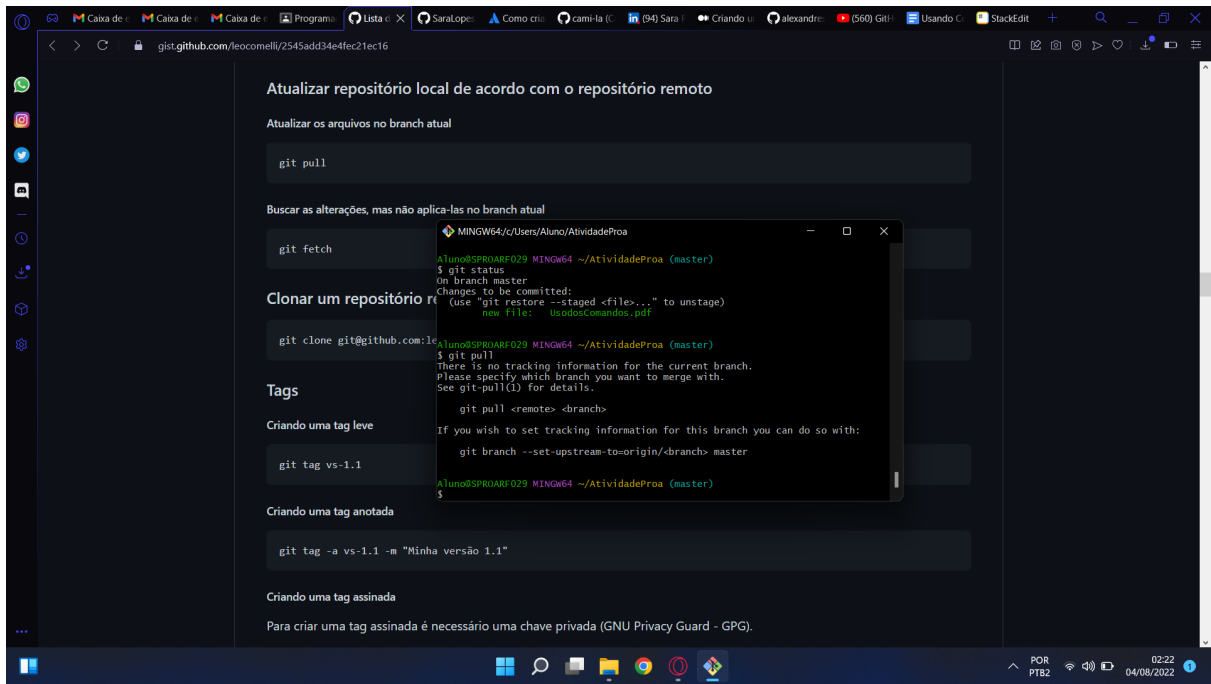 Caixa de e
Caixa de e
Caixa de e
Programa
Lista d
SaraLopes
Como cria
cami-la (C
(94) Sara
Criando u
alexandre
(560) GitH
Usando C
StackEdit
gist.github.com/leocomelli/2545add34e4fec21ec16
Atualizar repositório local de acordo com o repositório remoto
Atualizar os arquivos no branch atual
git pull
Buscar as alterações, mas não aplica-las no branch atual
git fetch
Clonar um repositório re
git clone git@github.com:le
Tags
Criando uma tag leve
git tag vs-1.1
Criando uma tag anotada
git tag -a vs-1.1 -m "Minha versão 1.1"
Criando uma tag assinada
Para criar uma tag assinada é necessário uma chave privada (GNU Privacy Guard - GPG).
MINGW64:/c/Users/Aluno/AtividadeProa
Aluno@SPROARF029 MINGW64 ~/AtividadeProa (master)
$ git status
On branch master
Changes to be committed:
(use "git restore --staged <file>..." to unstage)
new file: UsodosComandos.pdf
Aluno@SPROARF029 MINGW64 ~/AtividadeProa (master)
$ git pull
There is no tracking information for the current branch.
Please specify which branch you want to merge with.
See git-pull(1) for details.
git pull <remote> <branch>
If you wish to set tracking information for this branch you can do so with:
git branch --set-upstream-to=origin/<branch> master
Aluno@SPROARF029 MINGW64 ~/AtividadeProa (master)
$
POR
PTB2
02:22
04/08/2022
1